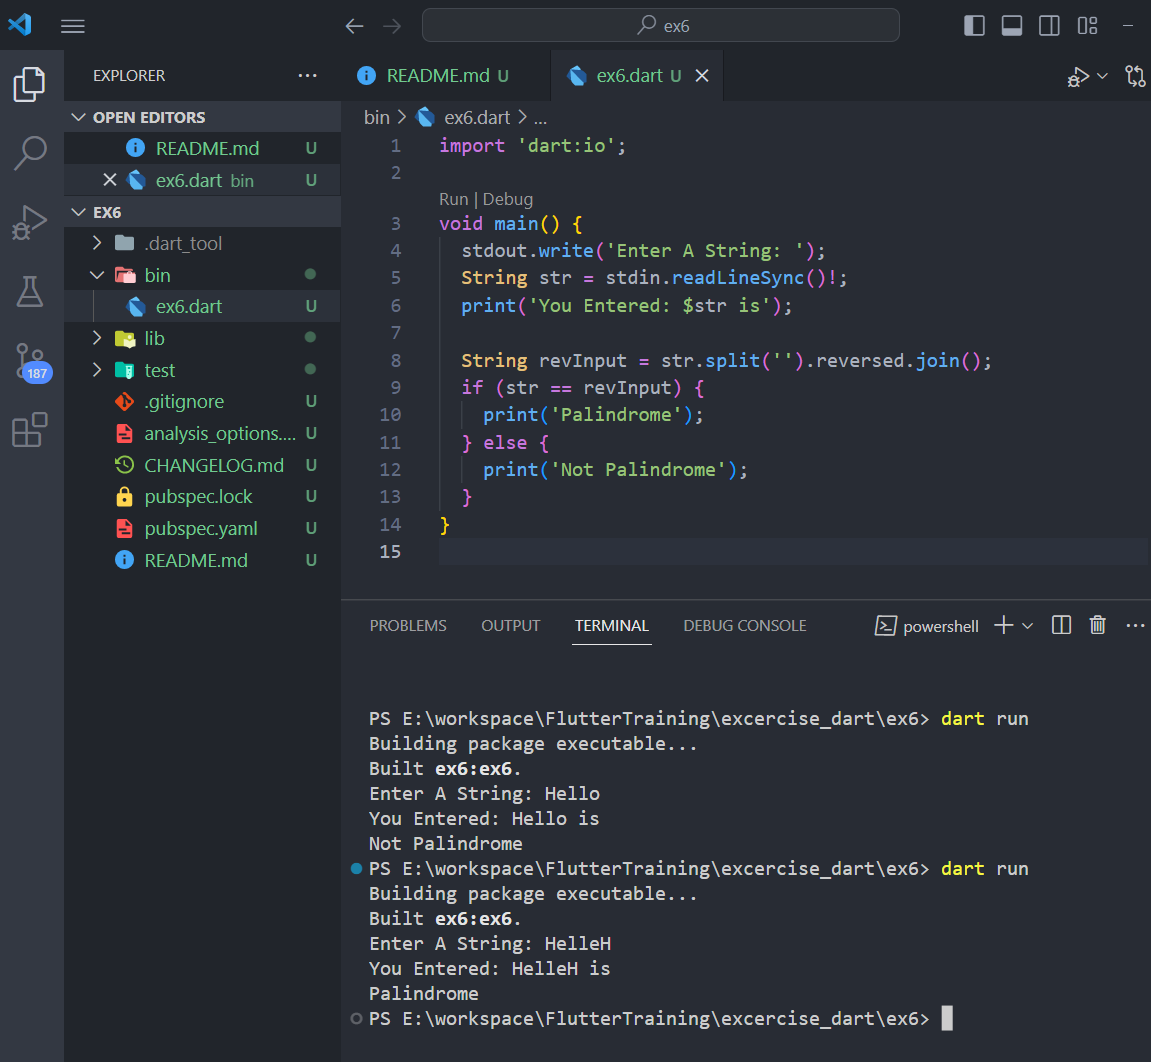 ex6
EXPLORER ...
OPEN EDITORS
README.md U
ex6.dart bin U
EX6
.dart_tool
bin
ex6.dart U
lib
test
.gitignore U
analysis_options.... U
CHANGELOG.md U
pubspec.lock U
pubspec.yaml U
README.md U
187
README.md U
ex6.dart U
bin > ex6.dart > ...
1 import 'dart:io';
2
Run | Debug
3 void main() {
4 stdout.write('Enter A String: ');
5 String str = stdin.readLineSync()!;
6 print('You Entered: $str is');
7
8 String revInput = str.split('').reversed.join();
9 if (str == revInput) {
10 print('Palindrome');
11 } else {
12 print('Not Palindrome');
13 }
14 }
15
PROBLEMS OUTPUT TERMINAL DEBUG CONSOLE powershell ...
PS E:\workspace\FlutterTraining\excercise_dart\ex6> dart run
Building package executable...
Built ex6:ex6.
Enter A String: Hello
You Entered: Hello is
Not Palindrome
PS E:\workspace\FlutterTraining\excercise_dart\ex6> dart run
Building package executable...
Built ex6:ex6.
Enter A String: HelleH
You Entered: HelleH is
Palindrome
PS E:\workspace\FlutterTraining\excercise_dart\ex6>